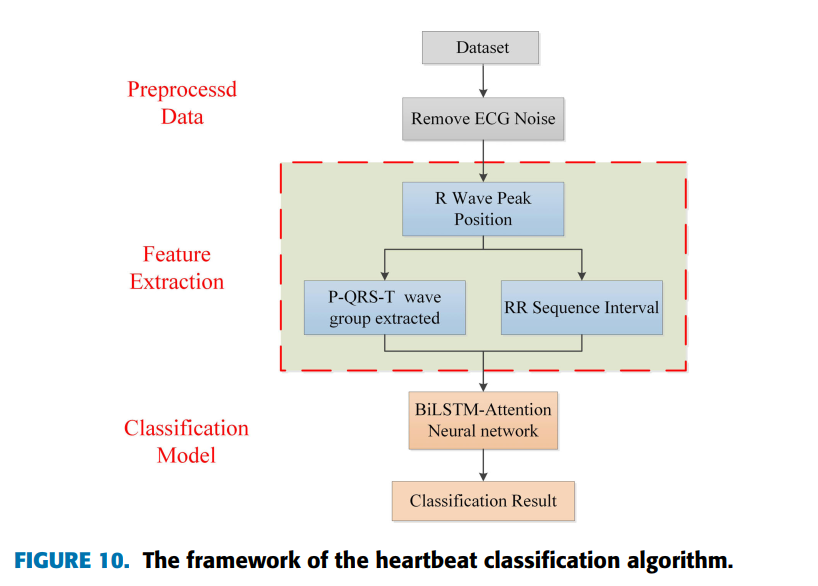 Dataset
Preprocessd
Data
Remove ECG Noise
R Wave Peak
Position
Feature
Extraction
P-QRS-T wave
group extracted
RR Sequence Interval
Classification
Model
BiLSTM-Attention
Neural network
Classification Result
FIGURE 10. The framework of the heartbeat classification algorithm.